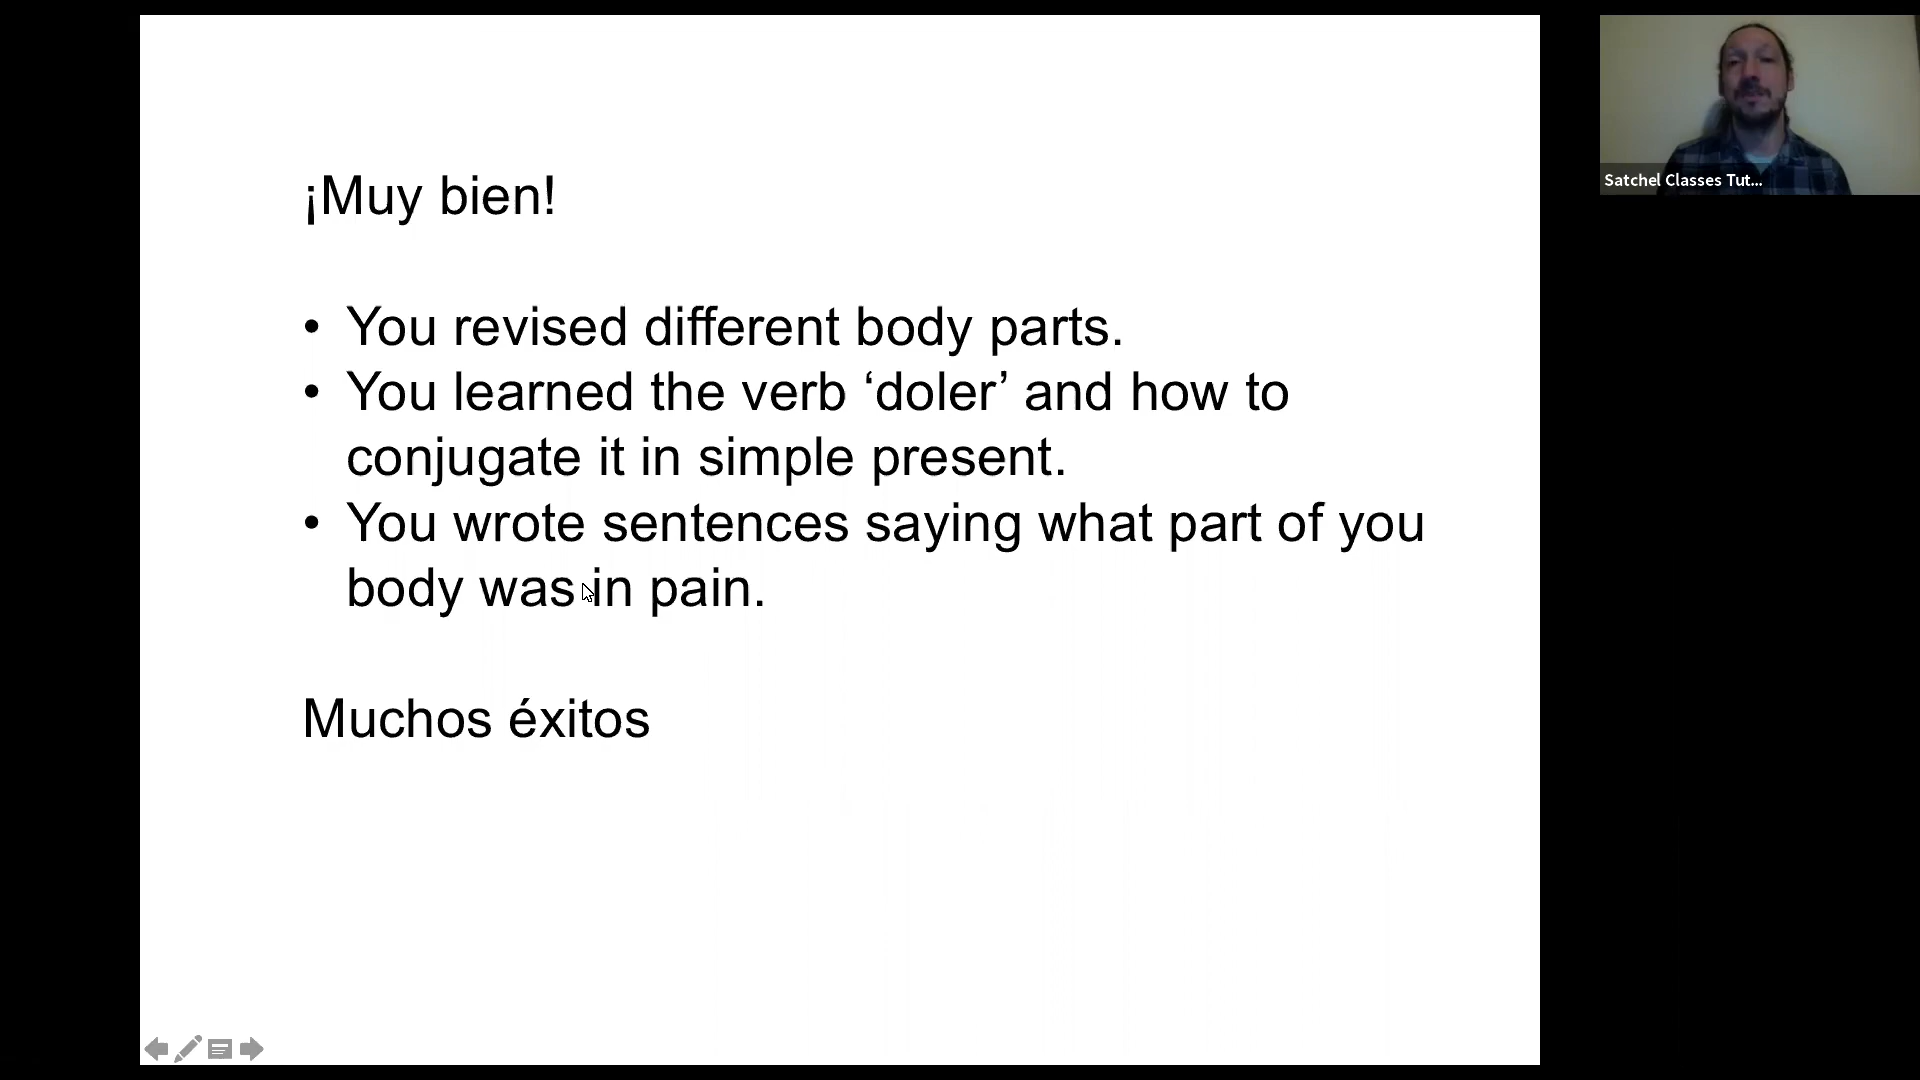 ¡Muy bien!
• You revised different body parts.
• You learned the verb ‘doler’ and how to
conjugate it in simple present.
• You wrote sentences saying what part of you
body was in pain.
Muchos éxitos
Satchel Classes Tut...